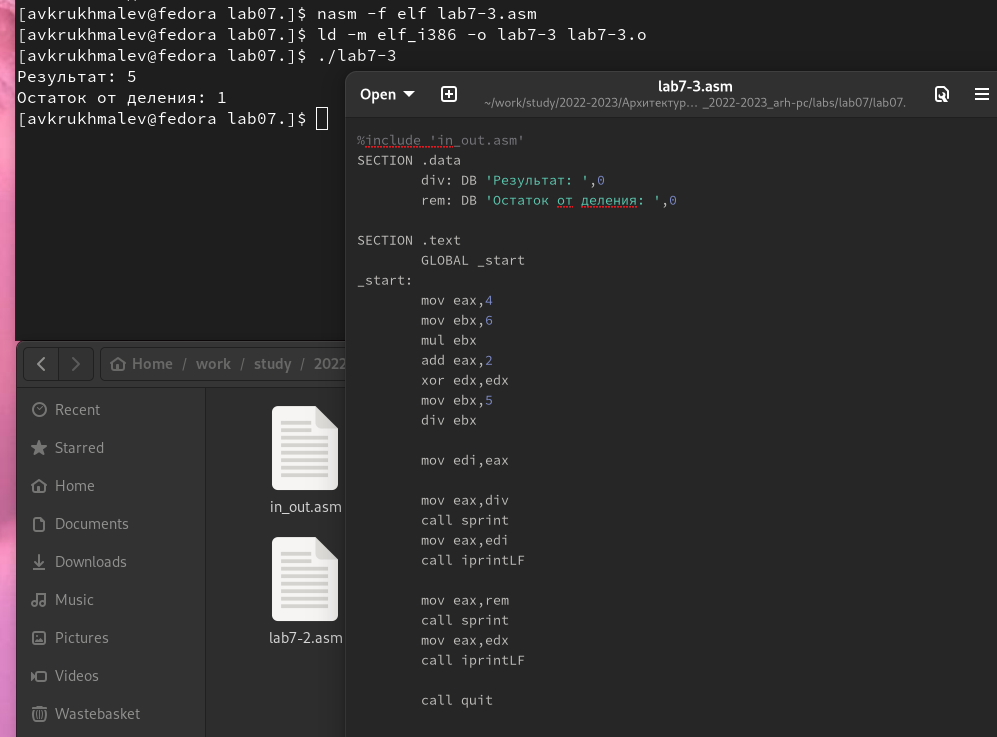 [avkrukhmalev@fedora lab07.]$ nasm -f elf lab7-3.asm
[avkrukhmalev@fedora lab07.]$ ld -m elf_i386 -o lab7-3 lab7-3.o
[avkrukhmalev@fedora lab07.]$ ./lab7-3
Результат: 5
Остаток от деления: 1
[avkrukhmalev@fedora lab07.]$
Open
lab7-3.asm
~/work/study/2022-2023/Архитектур… _2022-2023_arh-pc/labs/lab07/lab07.
%include 'in_out.asm'
SECTION .data
div: DB 'Результат: ',0
rem: DB 'Остаток от деления: ',0
SECTION .text
GLOBAL _start
_start:
mov eax,4
mov ebx,6
mul ebx
add eax,2
xor edx,edx
mov ebx,5
div ebx
mov edi,eax
mov eax,div
call sprint
mov eax,edi
call iprintLF
mov eax,rem
call sprint
mov eax,edx
call iprintLF
call quit
Home / work / study / 2022
Recent
Starred
Home
Documents
Downloads
Music
Pictures
Videos
Wastebasket
in_out.asm
lab7-2.asm